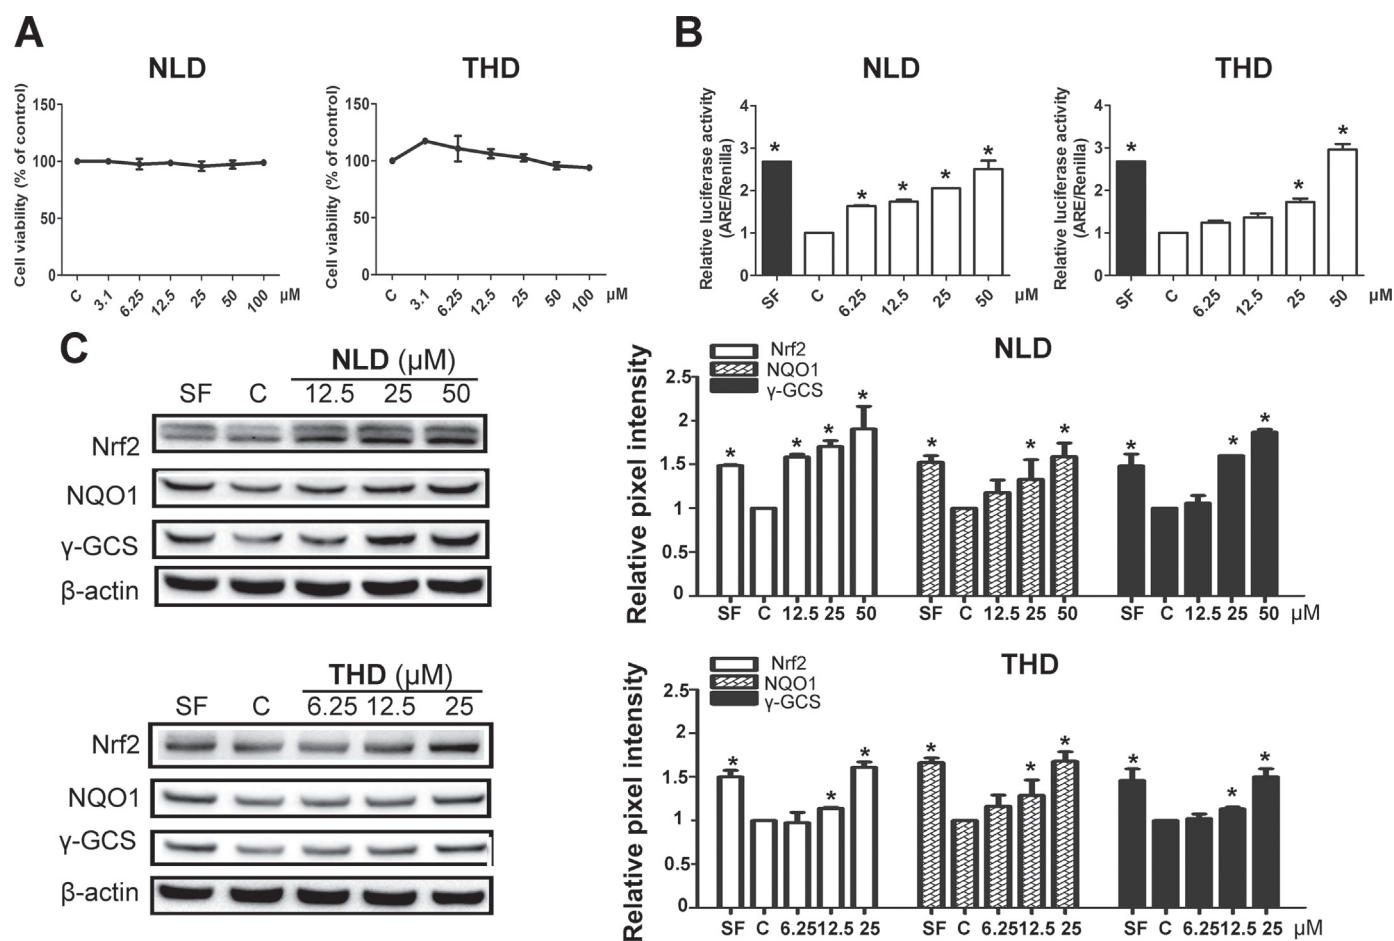 A
NLD
Cell viability (% of control)
150
100
50
0
C 3.1 6.25 12.5 25 50 100 μM
THD
Cell viability (% of control)
150
100
50
0
C 3.1 6.25 12.5 25 50 100 μM
B
NLD
Relative luciferase activity
(ARE/Renilla)
4
3
2
1
0
* * * * *
SF C 6.25 12.5 25 50 μM
THD
Relative luciferase activity
(ARE/Renilla)
4
3
2
1
0
* * *
SF C 6.25 12.5 25 50 μM
C
NLD (μM)
SF C 12.5 25 50
Nrf2
NQO1
γ-GCS
β-actin
NLD
Nrf2
NQO1
γ-GCS
Relative pixel intensity
2.5
2
1.5
1
0.5
0
* * * * * * * * * *
SF C 12.5 25 50 SF C 12.5 25 50 SF C 12.5 25 50 μM
THD (μM)
SF C 6.25 12.5 25
Nrf2
NQO1
γ-GCS
β-actin
THD
Nrf2
NQO1
γ-GCS
Relative pixel intensity
2.5
2
1.5
1
0.5
0
* * * * * * * * *
SF C 6.25 12.5 25 SF C 6.25 12.5 25 SF C 6.25 12.5 25 μM